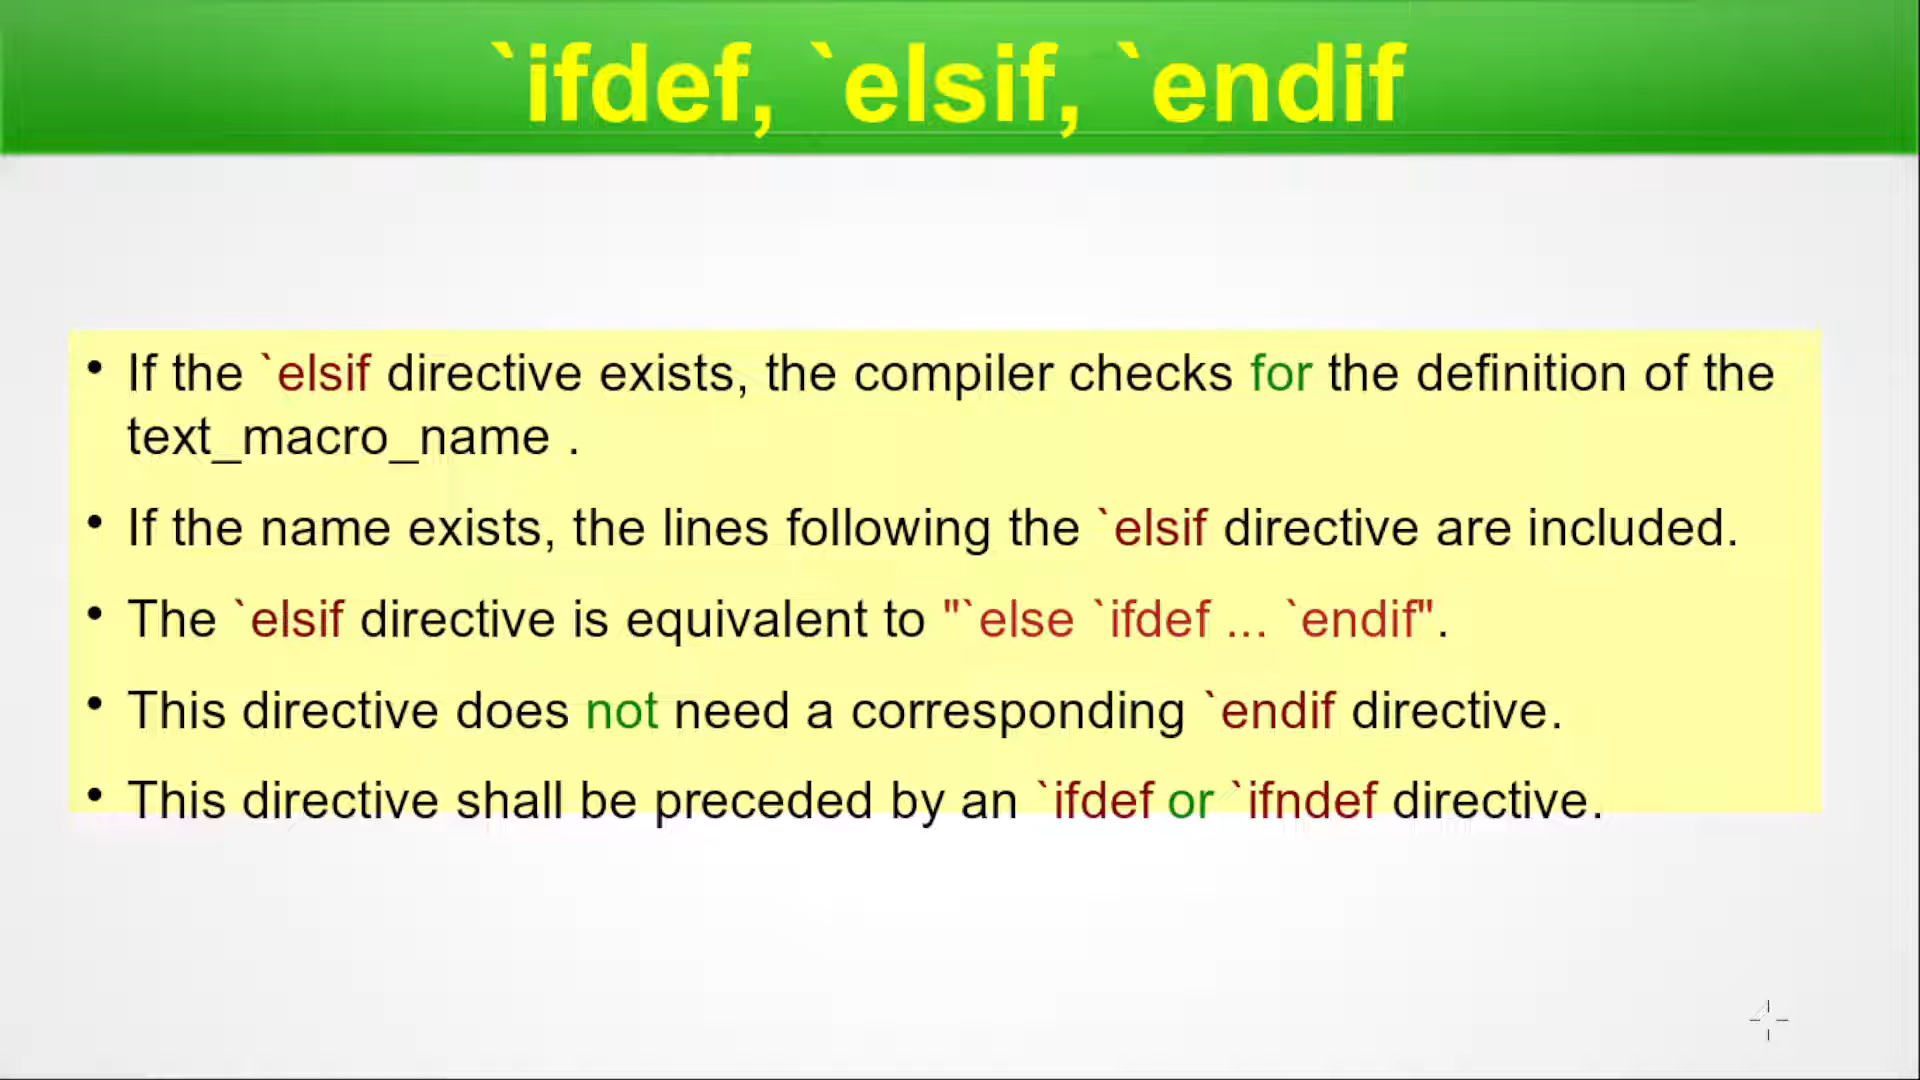 `ifdef, `elsif, `endif
• If the `elsif directive exists, the compiler checks for the definition of the
text_macro_name .
• If the name exists, the lines following the `elsif directive are included.
• The `elsif directive is equivalent to "`else `ifdef ... `endif".
• This directive does not need a corresponding `endif directive.
• This directive shall be preceded by an `ifdef or `ifndef directive.